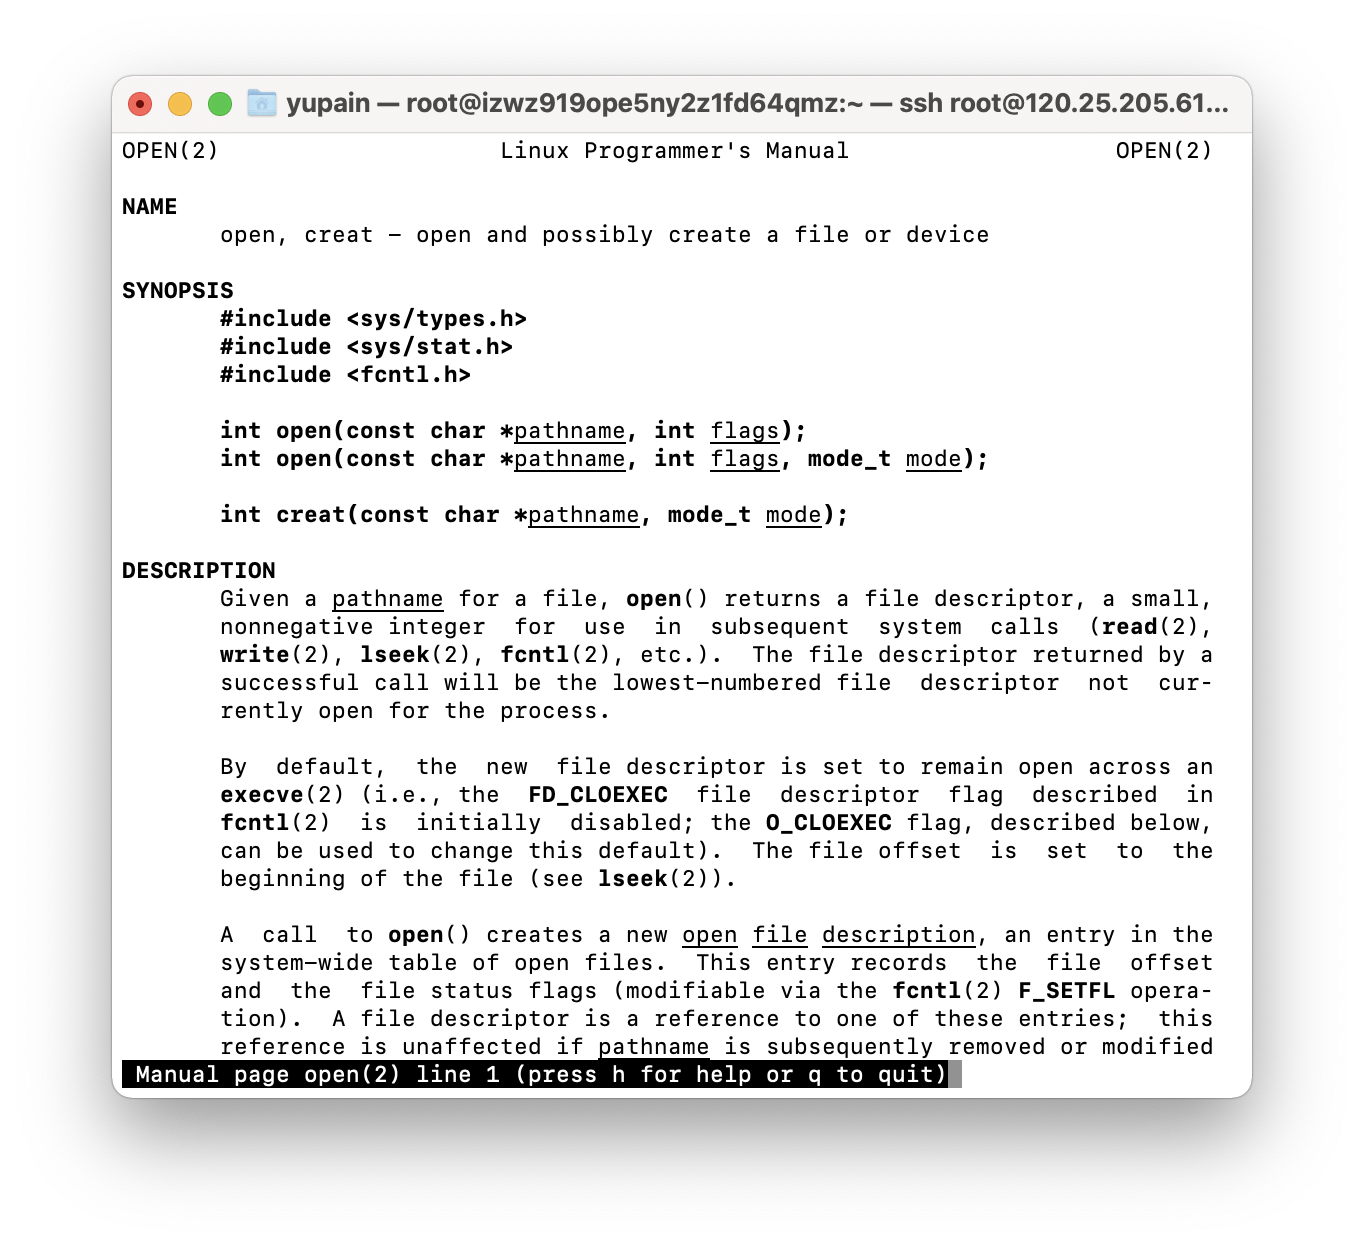 yupain — root@izwz919ope5ny2z1fd64qmz:~ — ssh root@120.25.205.61...
OPEN(2) Linux Programmer's Manual OPEN(2)
NAME
open, creat - open and possibly create a file or device
SYNOPSIS
#include <sys/types.h>
#include <sys/stat.h>
#include <fcntl.h>
int open(const char *pathname, int flags);
int open(const char *pathname, int flags, mode_t mode);
int creat(const char *pathname, mode_t mode);
DESCRIPTION
Given a pathname for a file, open() returns a file descriptor, a small,
nonnegative integer for use in subsequent system calls (read(2),
write(2), lseek(2), fcntl(2), etc.). The file descriptor returned by a
successful call will be the lowest-numbered file descriptor not cur-
rently open for the process.
By default, the new file descriptor is set to remain open across an
execve(2) (i.e., the FD_CLOEXEC file descriptor flag described in
fcntl(2) is initially disabled; the O_CLOEXEC flag, described below,
can be used to change this default). The file offset is set to the
beginning of the file (see lseek(2)).
A call to open() creates a new open file description, an entry in the
system-wide table of open files. This entry records the file offset
and the file status flags (modifiable via the fcntl(2) F_SETFL opera-
tion). A file descriptor is a reference to one of these entries; this
reference is unaffected if pathname is subsequently removed or modified
Manual page open(2) line 1 (press h for help or q to quit)